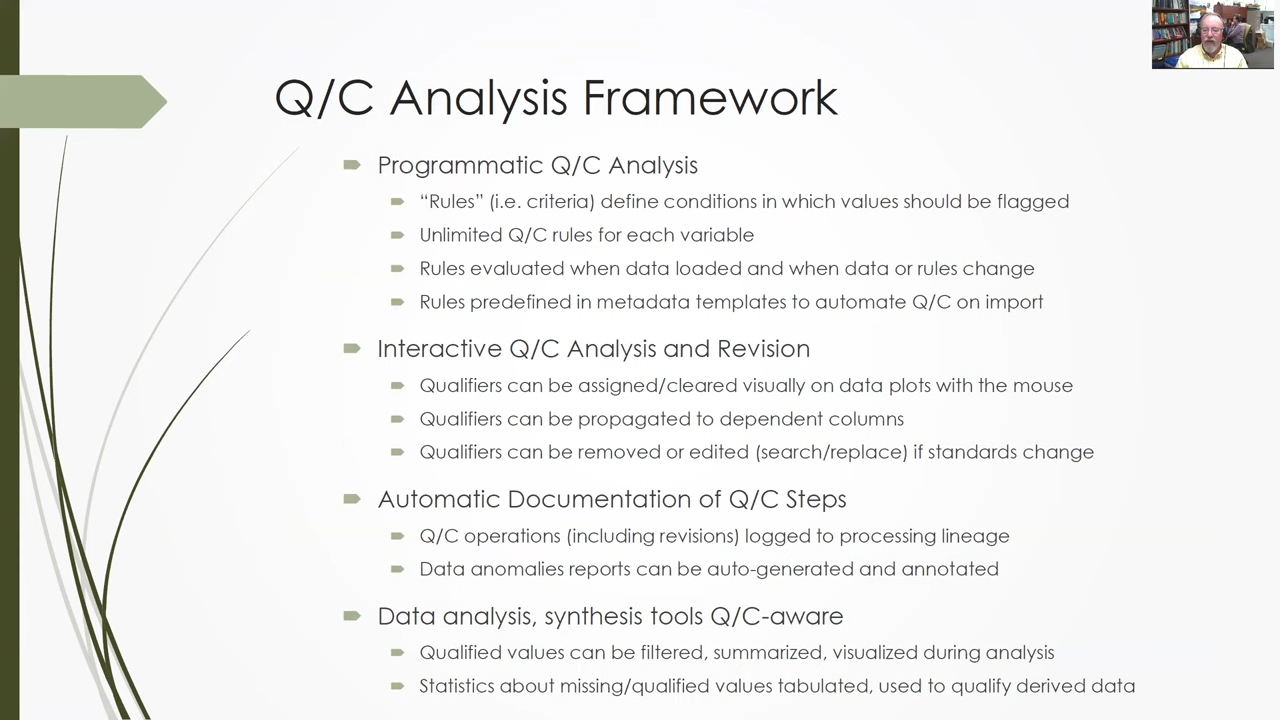 Q/C Analysis Framework
Programmatic Q/C Analysis
“Rules” (i.e. criteria) define conditions in which values should be flagged
Unlimited Q/C rules for each variable
Rules evaluated when data loaded and when data or rules change
Rules predefined in metadata templates to automate Q/C on import
Interactive Q/C Analysis and Revision
Qualifiers can be assigned/cleared visually on data plots with the mouse
Qualifiers can be propagated to dependent columns
Qualifiers can be removed or edited (search/replace) if standards change
Automatic Documentation of Q/C Steps
Q/C operations (including revisions) logged to processing lineage
Data anomalies reports can be auto-generated and annotated
Data analysis, synthesis tools Q/C-aware
Qualified values can be filtered, summarized, visualized during analysis
Statistics about missing/qualified values tabulated, used to qualify derived data